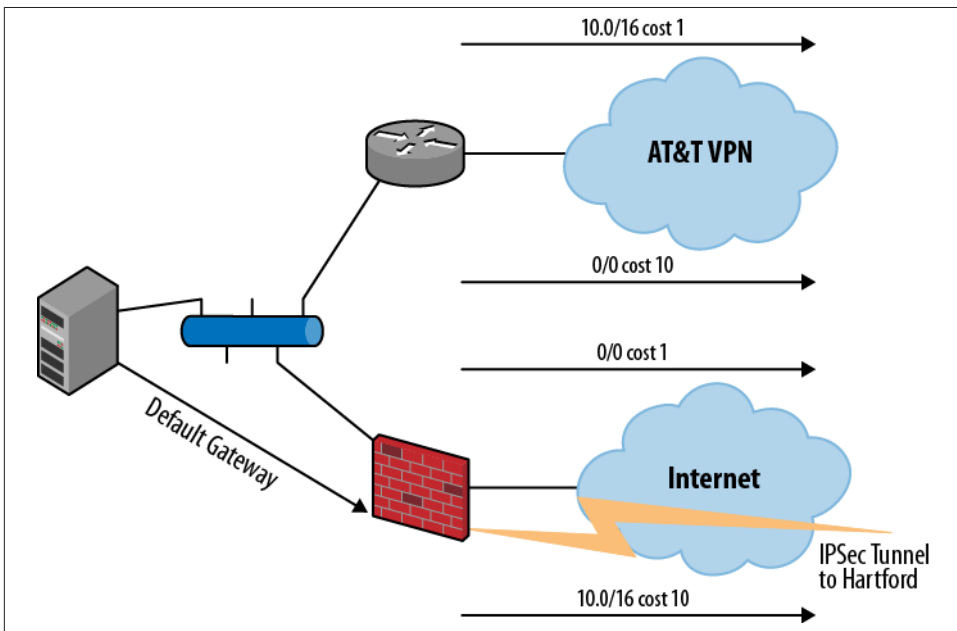 10.0/16 cost 1
AT&T VPN
0/0 cost 10
0/0 cost 1
Default Gateway
Internet
IPSec Tunnel
to Hartford
10.0/16 cost 10